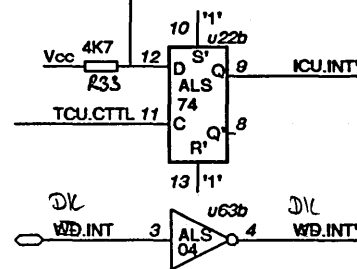 10 '1'
4K7 S' u22b
Vcc 12 D Q 9 ICU.INT
R33 ALS
TCU.CTTL 11 74
C Q' 8
R'
13 '1'
DK u63b DK
WD.INT 3 ALS 4 WD.INT
04